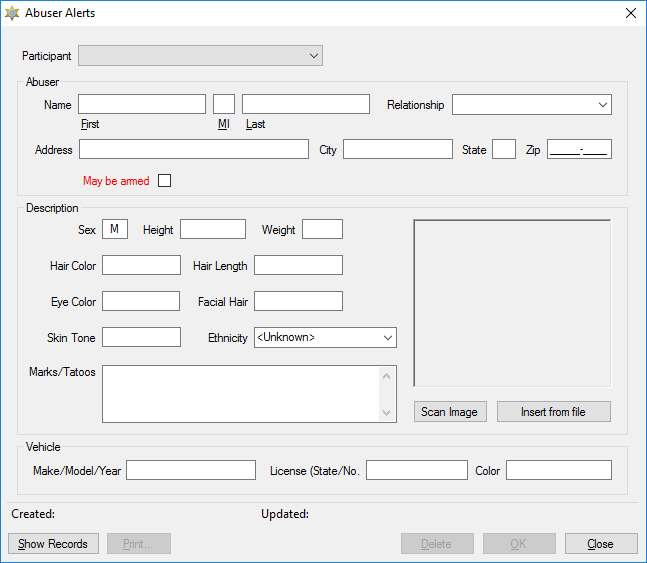 Abuser Alerts
Participant
Abuser
Name Relationship
First MI Last
Address City State Zip _____-____
May be armed
Description
Sex M Height Weight
Hair Color Hair Length
Eye Color Facial Hair
Skin Tone Ethnicity <Unknown>
Marks/Tatoos
Scan Image Insert from file
Vehicle
Make/Model/Year License (State/No. Color
Created: Updated:
Show Records Print... Delete OK Close